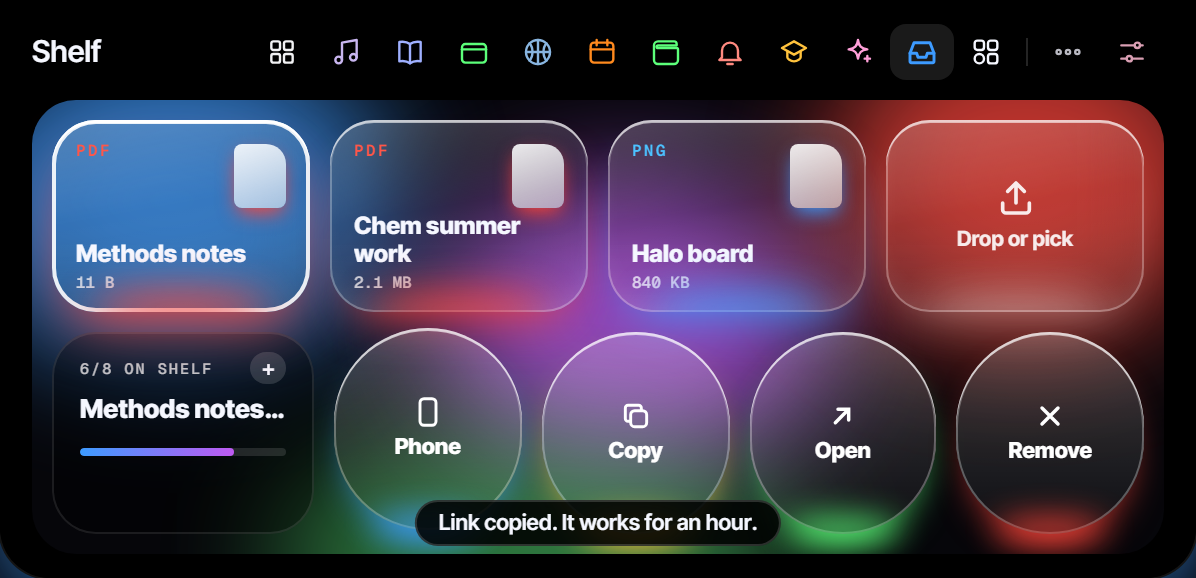 Shelf
PDF
Methods notes
11 B
PDF
Chem summer
work
2.1 MB
PNG
Halo board
840 KB
Drop or pick
6/8 ON SHELF
Methods notes...
Phone
Copy
Open
Remove
Link copied. It works for an hour.